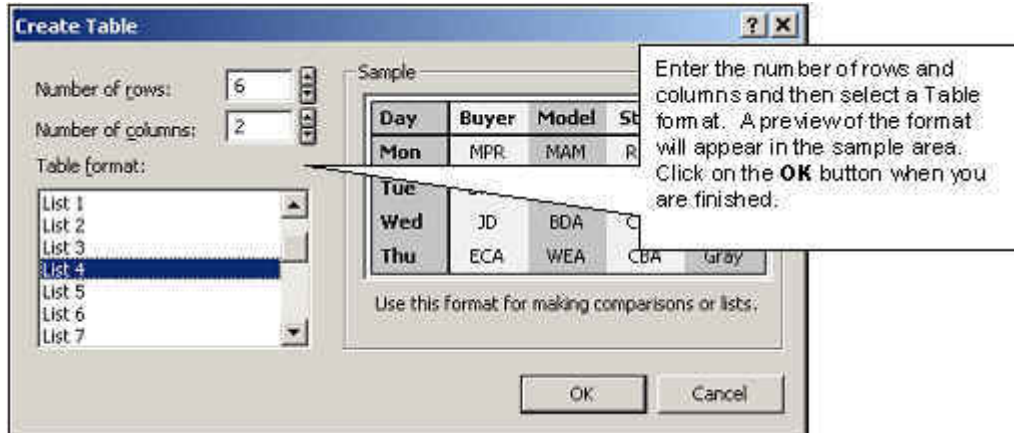 Create Table
Number of rows: 6
Number of columns: 2
Table format:
List 1
List 2
List 3
List 4
List 5
List 6
List 7
Sample
Day Buyer Model
Mon MPR MAM
Tue
Wed JD BDA
Thu ECA WEA CBA Gray
Use this format for making comparisons or lists.
OK Cancel
Enter the number of rows and
columns and then select a Table
format. A preview of the format
will appear in the sample area.
Click on the OK button when you
are finished.